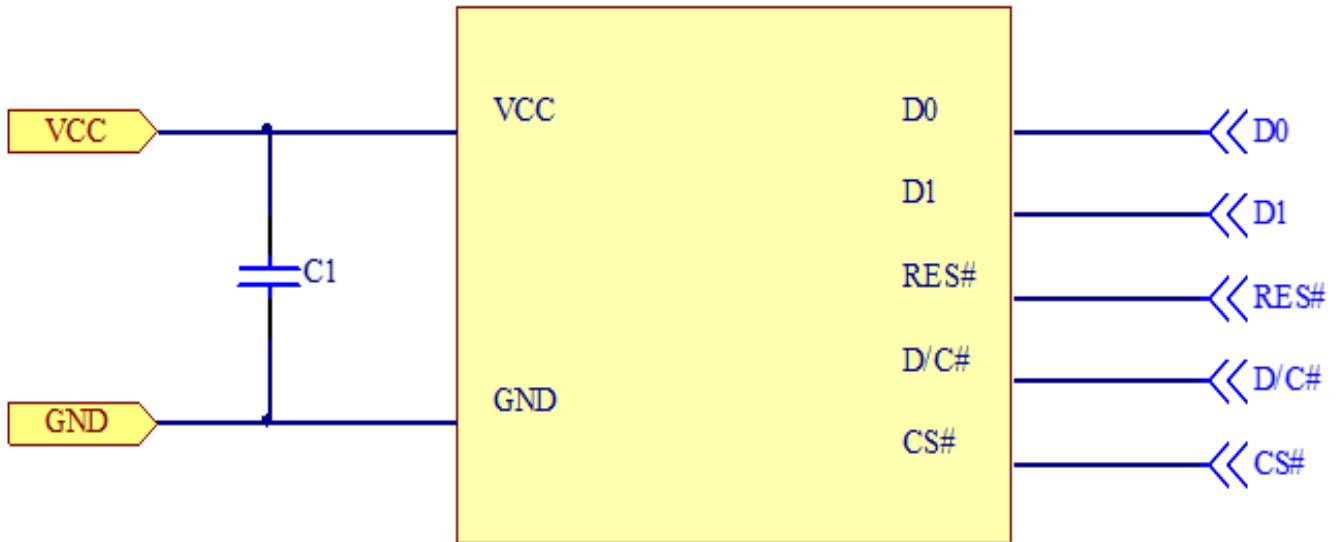 VCC
VCC
D0
D0
D1
D1
C1
RES#
RES#
D/C#
D/C#
GND
GND
CS#
CS#